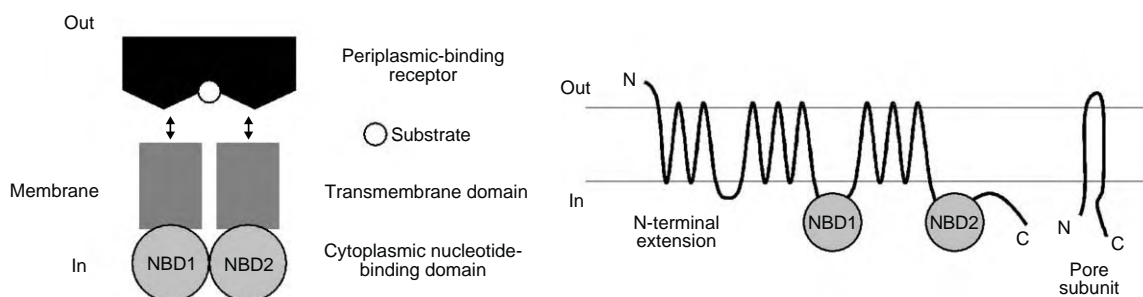 Out
Periplasmic-binding
receptor
Substrate
Membrane
Transmembrane domain
In
NBD1
NBD2
Cytoplasmic nucleotide-
binding domain
Out
N
In
N-terminal
extension
NBD1
NBD2
C
N
C
Pore
subunit